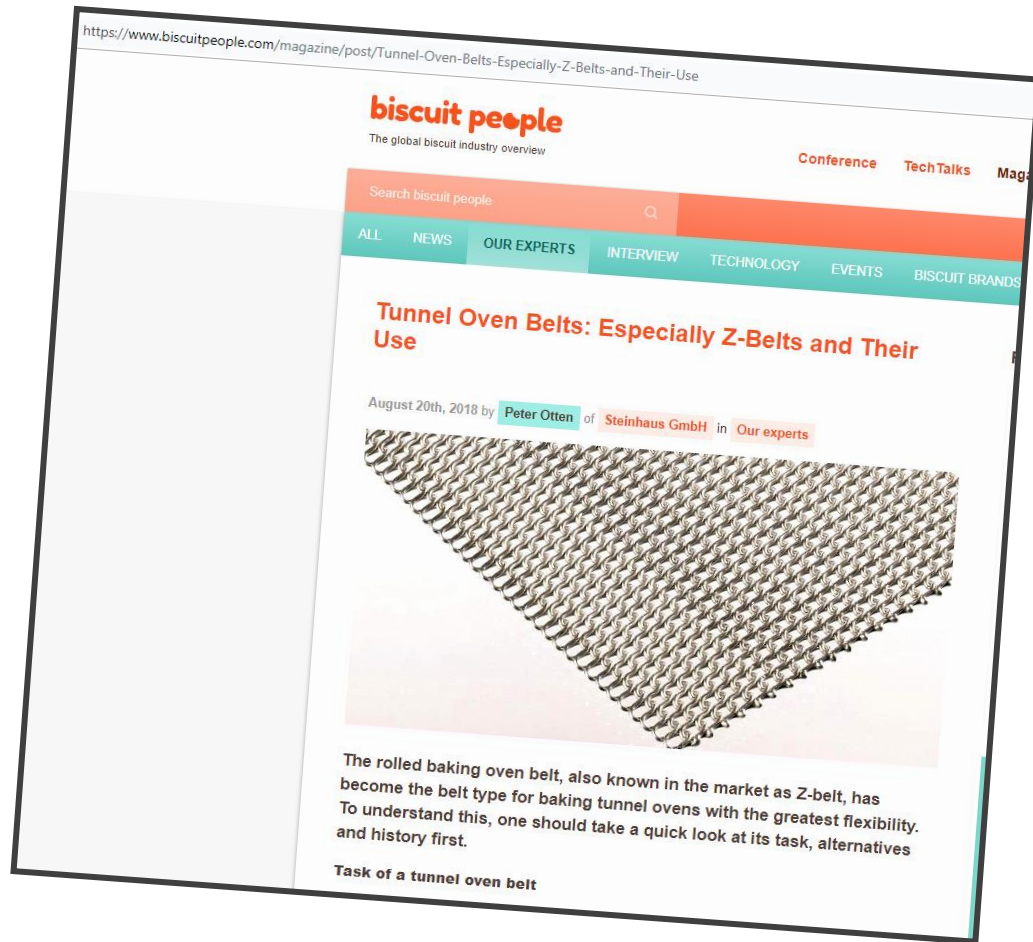 https://www.biscuitpeople.com/magazine/post/Tunnel-Oven-Belts-Especially-Z-Belts-and-Their-Use
biscuit people
The global biscuit industry overview
Conference TechTalks Maga
Search biscuit people
ALL NEWS OUR EXPERTS INTERVIEW TECHNOLOGY EVENTS BISCUIT BRANDS
Tunnel Oven Belts: Especially Z-Belts and Their
Use
August 20th, 2018 by Peter Otten of Steinhaus GmbH in Our experts
The rolled baking oven belt, also known in the market as Z-belt, has
become the belt type for baking tunnel ovens with the greatest flexibility.
To understand this, one should take a quick look at its task, alternatives
and history first.
Task of a tunnel oven belt